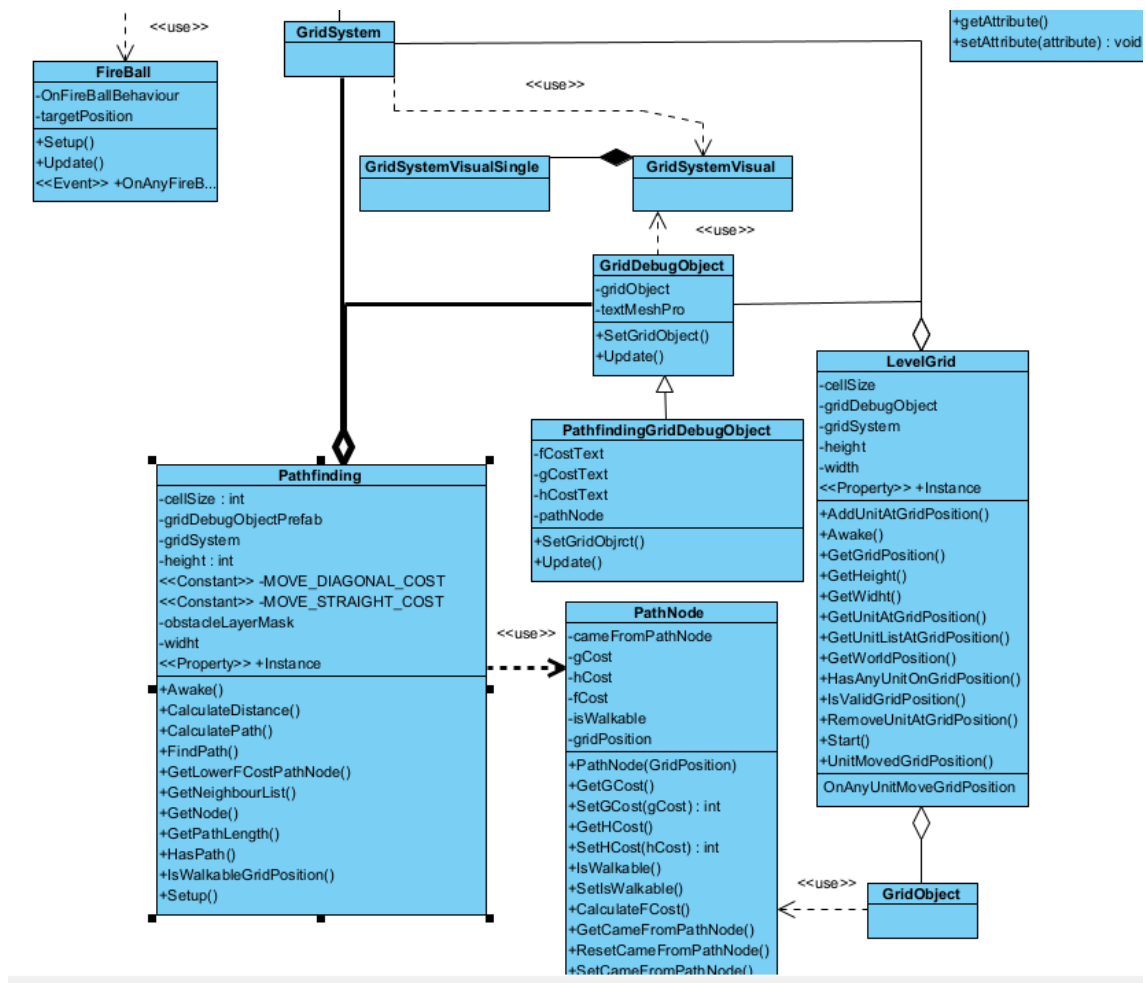 <<use>>
FireBall
-OnFireBallBehaviour
-targetPosition
+Setup()
+Update()
<<Event>> +OnAnyFireB...
GridSystem
<<use>>
+getAttribute()
+setAttribute(attribute) : void
GridSystemVisualSingle
GridSystemVisual
<<use>>
GridDebugObject
-gridObject
-textMeshPro
+SetGridObject()
+Update()
PathfindingGridDebugObject
-fCostText
-gCostText
-hCostText
-pathNode
+SetGridObjrct()
+Update()
LevelGrid
-cellSize
-gridDebugObject
-gridSystem
-height
-width
<<Property>> +Instance
+AddUnitAtGridPosition()
+Awake()
+GetGridPosition()
+GetHeight()
+GetWidht()
+GetUnitAtGridPosition()
+GetUnitListAtGridPosition()
+GetWorldPosition()
+HasAnyUnitOnGridPosition()
+IsValidGridPosition()
+RemoveUnitAtGridPosition()
+Start()
+UnitMovedGridPosition()
OnAnyUnitMoveGridPosition
Pathfinding
-cellSize : int
-gridDebugObjectPrefab
-gridSystem
-height : int
<<Constant>> -MOVE_DIAGONAL_COST
<<Constant>> -MOVE_STRAIGHT_COST
-obstacleLayerMask
-widht
<<Property>> +Instance
+Awake()
+CalculateDistance()
+CalculatePath()
+FindPath()
+GetLowerFCostPathNode()
+GetNeighbourList()
+GetNode()
+GetPathLength()
+HasPath()
+IsWalkableGridPosition()
+Setup()
<<use>>
PathNode
-cameFromPathNode
-gCost
-hCost
-fCost
-isWalkable
-gridPosition
+PathNode(GridPosition)
+GetGCost()
+SetGCost(gCost) : int
+GetHCost()
+SetHCost(hCost) : int
+IsWalkable()
+SetIsWalkable()
+CalculateFCost()
+GetCameFromPathNode()
+ResetCameFromPathNode()
+SetCameFromPathNode()
<<use>>
GridObject